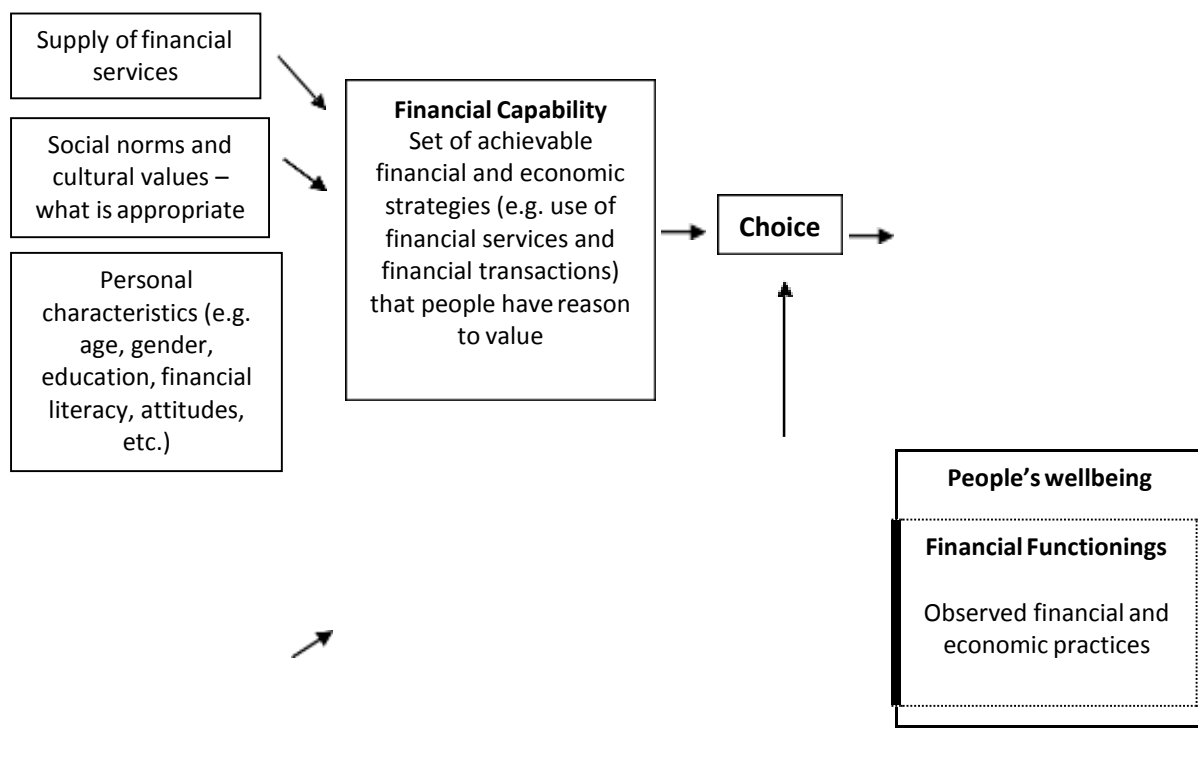 Supply of financial
services
Social norms and
cultural values –
what is appropriate
Personal
characteristics (e.g.
age, gender,
education, financial
literacy, attitudes,
etc.)
Financial Capability
Set of achievable
financial and economic
strategies (e.g. use of
financial services and
financial transactions)
that people have reason
to value
Choice
People’s wellbeing
Financial Functionings
Observed financial and
economic practices